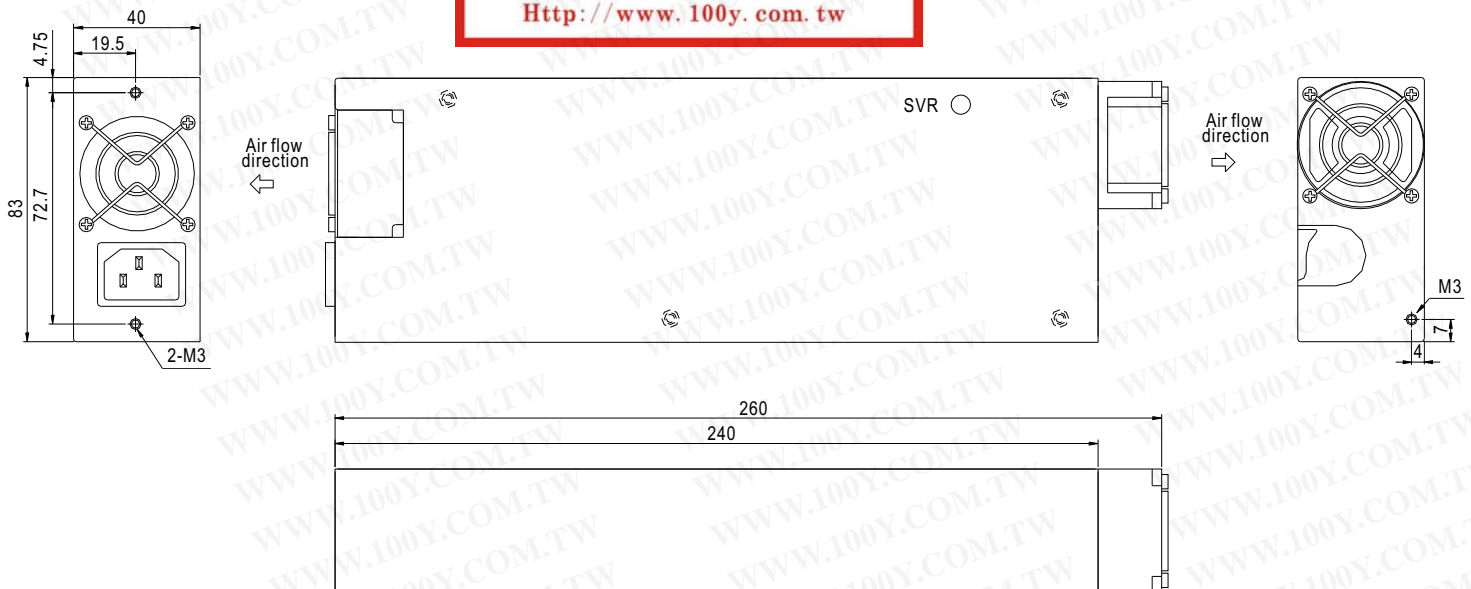 Http://www.100y.com.tw
40
19.5
4.75
83
72.7
2-M3
Air flow
direction
SVR
Air flow
direction
M3
7
4
260
240
WWW.100Y.COM.TW